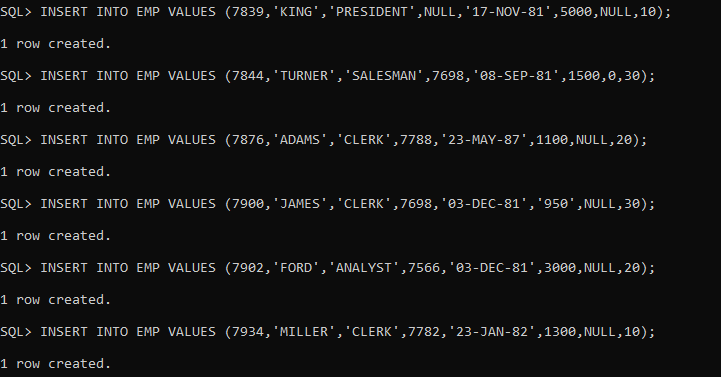 SQL> INSERT INTO EMP VALUES (7839,'KING','PRESIDENT',NULL,'17-NOV-81',5000,NULL,10);
1 row created.
SQL> INSERT INTO EMP VALUES (7844,'TURNER','SALESMAN',7698,'08-SEP-81',1500,0,30);
1 row created.
SQL> INSERT INTO EMP VALUES (7876,'ADAMS','CLERK',7788,'23-MAY-87',1100,NULL,20);
1 row created.
SQL> INSERT INTO EMP VALUES (7900,'JAMES','CLERK',7698,'03-DEC-81','950',NULL,30);
1 row created.
SQL> INSERT INTO EMP VALUES (7902,'FORD','ANALYST',7566,'03-DEC-81',3000,NULL,20);
1 row created.
SQL> INSERT INTO EMP VALUES (7934,'MILLER','CLERK',7782,'23-JAN-82',1300,NULL,10);
1 row created.